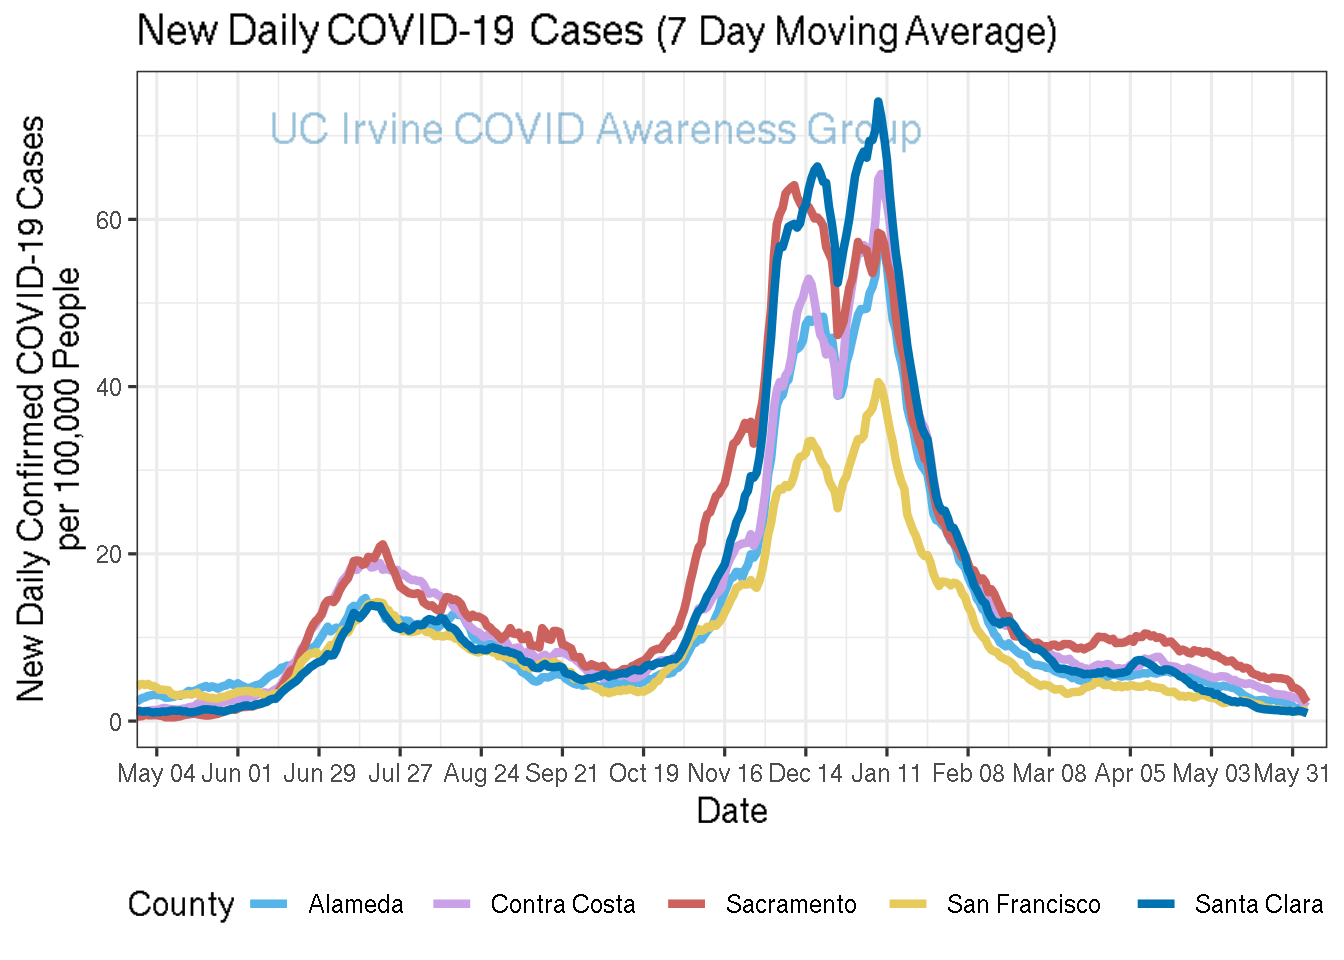 New Daily COVID-19 Cases (7 Day Moving Average)
UC Irvine COVID Awareness Group
New Daily Confirmed COVID-19 Cases
per 100,000 People
60
40
20
0
May 04 Jun 01 Jun 29 Jul 27 Aug 24 Sep 21 Oct 19 Nov 16 Dec 14 Jan 11 Feb 08 Mar 08 Apr 05 May 03 May 31
Date
County Alameda Contra Costa Sacramento San Francisco Santa Clara